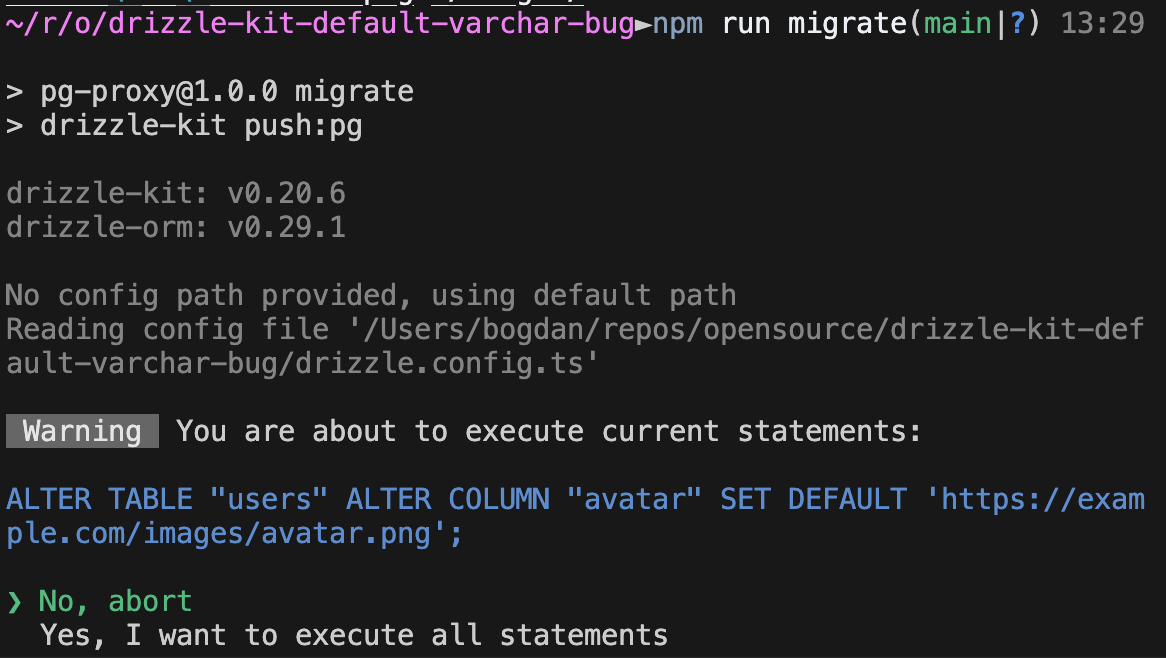 ~/r/o/drizzle-kit-default-varchar-bug►npm run migrate(main|?) 13:29
> pg-proxy@1.0.0 migrate
> drizzle-kit push:pg
drizzle-kit: v0.20.6
drizzle-orm: v0.29.1
No config path provided, using default path
Reading config file '/Users/bogdan/repos/opensource/drizzle-kit-def
ault-varchar-bug/drizzle.config.ts'
Warning You are about to execute current statements:
ALTER TABLE "users" ALTER COLUMN "avatar" SET DEFAULT 'https://exam
ple.com/images/avatar.png';
❯ No, abort
Yes, I want to execute all statements